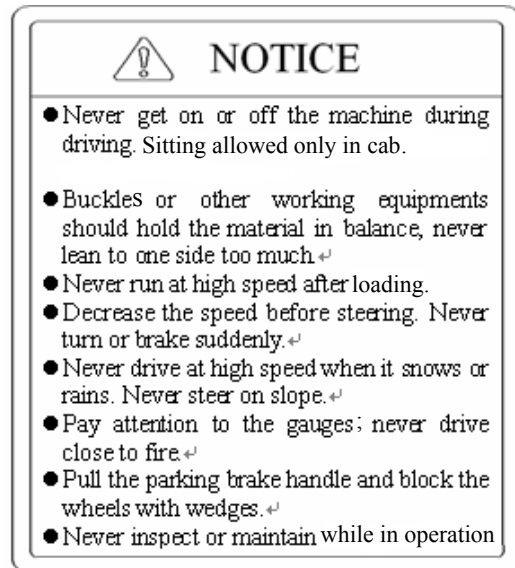 NOTICE
●Never get on or off the machine during
driving. Sitting allowed only in cab.
●Buckles or other working equipments
should hold the material in balance, never
lean to one side too much↵
●Never run at high speed after loading.
●Decrease the speed before steering. Never
turn or brake suddenly.↵
●Never drive at high speed when it snows or
rains. Never steer on slope.↵
●Pay attention to the gauges; never drive
close to fire↵
●Pull the parking brake handle and block the
wheels with wedges.↵
●Never inspect or maintain while in operation